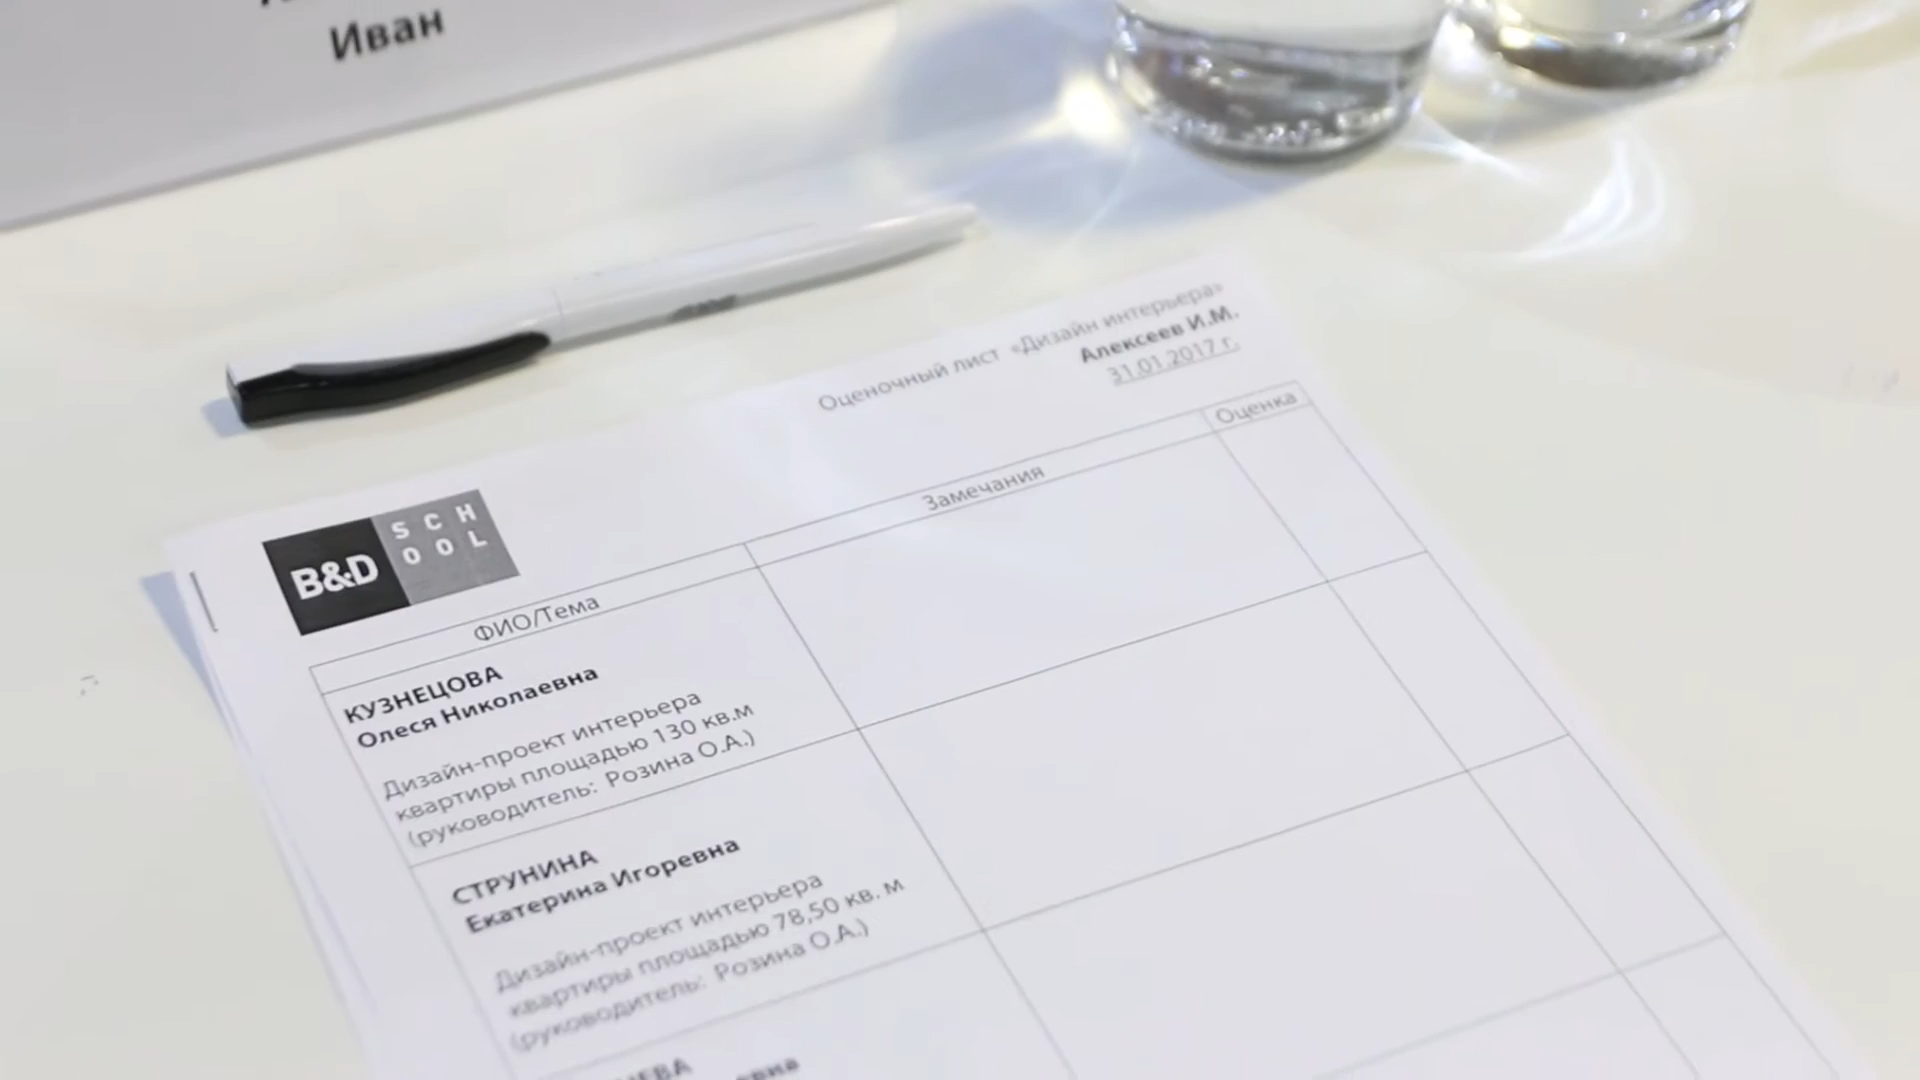 Иван
Оценочный лист «Дизайн интерьера»
Алексеев И.М.
31.01.2017 г.
B&D
SCH
OOL
ФИО/Тема
Замечания
Оценка
КУЗНЕЦОВА
Олеся Николаевна
Дизайн-проект интерьера
квартиры площадью 130 кв.м
(руководитель: Розина О.А.)
СТРУНИНА
Екатерина Игоревна
Дизайн-проект интерьера
квартиры площадью 78,50 кв. м
(руководитель: Розина О.А.)